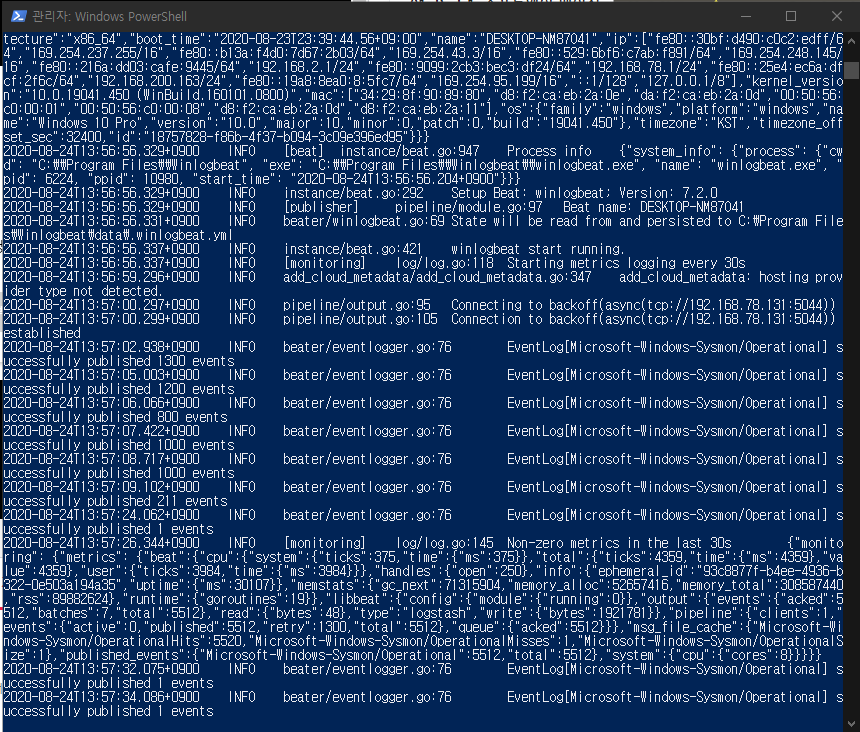 관리자: Windows PowerShell
tecture":"x86_64","boot_time":"2020-08-23T23:39:44.56+09:00","name":"DESKTOP-NM87041","ip":["fe80::30bf:d490:c0c2:edff/6
4","169.254.237.255/16","fe80::b13a:f4d0:7d67:2b03/64","169.254.43.3/16","fe80::529:6bf6:c7ab:f891/64","169.254.248.145/
16","fe80::216a:dd03:cafe:9445/64","192.168.2.1/24","fe80::9099:2cb3:bec3:df24/64","192.168.78.1/24","fe80::25e4:ec6a:df
cf:2f6c/64","192.168.200.163/24","fe80::19a8:8ea0:8:5fc7/64","169.254.95.199/16","::1/128","127.0.0.1/8"],"kernel_versio
n":"10.0.19041.450 (WinBuild.160101.0800)","mac":["34:29:8f:90:89:80","d8:f2:ca:eb:2a:0e","da:f2:ca:eb:2a:0d","00:50:56:
c0:00:01","00:50:56:c0:00:08","d8:f2:ca:eb:2a:0d","d8:f2:ca:eb:2a:11"],"os":{"family":"windows","platform":"windows","na
me":"Windows 10 Pro","version":"10.0","major":10,"minor":0,"patch":0,"build":"19041.450"},"timezone":"KST","timezone_off
set_sec":32400,"id":"18757828-f86b-4f37-b094-3c09e396ed95"}}}
2020-08-24T13:56:56.329+0900 INFO [beat] instance/beat.go:947 Process info {"system_info": {"process": {"cw
d": "C:₩₩Program Files₩₩Winlogbeat", "exe": "C:₩₩Program Files₩₩Winlogbeat₩₩winlogbeat.exe", "name": "winlogbeat.exe", "
pid": 6224, "ppid": 10980, "start_time": "2020-08-24T13:56:56.204+0900"}}}
2020-08-24T13:56:56.329+0900 INFO instance/beat.go:292 Setup Beat: winlogbeat; Version: 7.2.0
2020-08-24T13:56:56.329+0900 INFO [publisher] pipeline/module.go:97 Beat name: DESKTOP-NM87041
2020-08-24T13:56:56.331+0900 INFO beater/winlogbeat.go:69 State will be read from and persisted to C:₩Program File
s₩Winlogbeat₩data₩.winlogbeat.yml
2020-08-24T13:56:56.337+0900 INFO instance/beat.go:421 winlogbeat start running.
2020-08-24T13:56:56.337+0900 INFO [monitoring] log/log.go:118 Starting metrics logging every 30s
2020-08-24T13:56:59.296+0900 INFO add_cloud_metadata/add_cloud_metadata.go:347 add_cloud_metadata: hosting prov
ider type not detected.
2020-08-24T13:57:00.297+0900 INFO pipeline/output.go:95 Connecting to backoff(async(tcp://192.168.78.131:5044))
2020-08-24T13:57:00.299+0900 INFO pipeline/output.go:105 Connection to backoff(async(tcp://192.168.78.131:5044))
established
2020-08-24T13:57:02.938+0900 INFO beater/eventlogger.go:76 EventLog[Microsoft-Windows-Sysmon/Operational] s
uccessfully published 1300 events
2020-08-24T13:57:05.003+0900 INFO beater/eventlogger.go:76 EventLog[Microsoft-Windows-Sysmon/Operational] s
uccessfully published 1200 events
2020-08-24T13:57:06.066+0900 INFO beater/eventlogger.go:76 EventLog[Microsoft-Windows-Sysmon/Operational] s
uccessfully published 800 events
2020-08-24T13:57:07.422+0900 INFO beater/eventlogger.go:76 EventLog[Microsoft-Windows-Sysmon/Operational] s
uccessfully published 1000 events
2020-08-24T13:57:08.717+0900 INFO beater/eventlogger.go:76 EventLog[Microsoft-Windows-Sysmon/Operational] s
uccessfully published 1000 events
2020-08-24T13:57:09.102+0900 INFO beater/eventlogger.go:76 EventLog[Microsoft-Windows-Sysmon/Operational] s
uccessfully published 211 events
2020-08-24T13:57:24.062+0900 INFO beater/eventlogger.go:76 EventLog[Microsoft-Windows-Sysmon/Operational] s
uccessfully published 1 events
2020-08-24T13:57:26.344+0900 INFO [monitoring] log/log.go:145 Non-zero metrics in the last 30s {"monito
ring": {"metrics": {"beat":{"cpu":{"system":{"ticks":375,"time":{"ms":375}},"total":{"ticks":4359,"time":{"ms":4359},"va
lue":4359},"user":{"ticks":3984,"time":{"ms":3984}}},"handles":{"open":250},"info":{"ephemeral_id":"93c8877f-b4ee-4936-b
322-0e503a194a35","uptime":{"ms":30107}},"memstats":{"gc_next":71315904,"memory_alloc":52657416,"memory_total":308587440
,"rss":89882624},"runtime":{"goroutines":19}},"libbeat":{"config":{"module":{"running":0}},"output":{"events":{"acked":5
512,"batches":7,"total":5512},"read":{"bytes":48},"type":"logstash","write":{"bytes":1921781}},"pipeline":{"clients":1,"
events":{"active":0,"published":5512,"retry":1300,"total":5512},"queue":{"acked":5512}}},"msg_file_cache":{"Microsoft-Wi
ndows-Sysmon/OperationalHits":5520,"Microsoft-Windows-Sysmon/OperationalMisses":1,"Microsoft-Windows-Sysmon/OperationalS
ize":1},"published_events":{"Microsoft-Windows-Sysmon/Operational":5512,"total":5512},"system":{"cpu":{"cores":8}}}}}
2020-08-24T13:57:32.075+0900 INFO beater/eventlogger.go:76 EventLog[Microsoft-Windows-Sysmon/Operational] s
uccessfully published 1 events
2020-08-24T13:57:34.086+0900 INFO beater/eventlogger.go:76 EventLog[Microsoft-Windows-Sysmon/Operational] s
uccessfully published 1 events